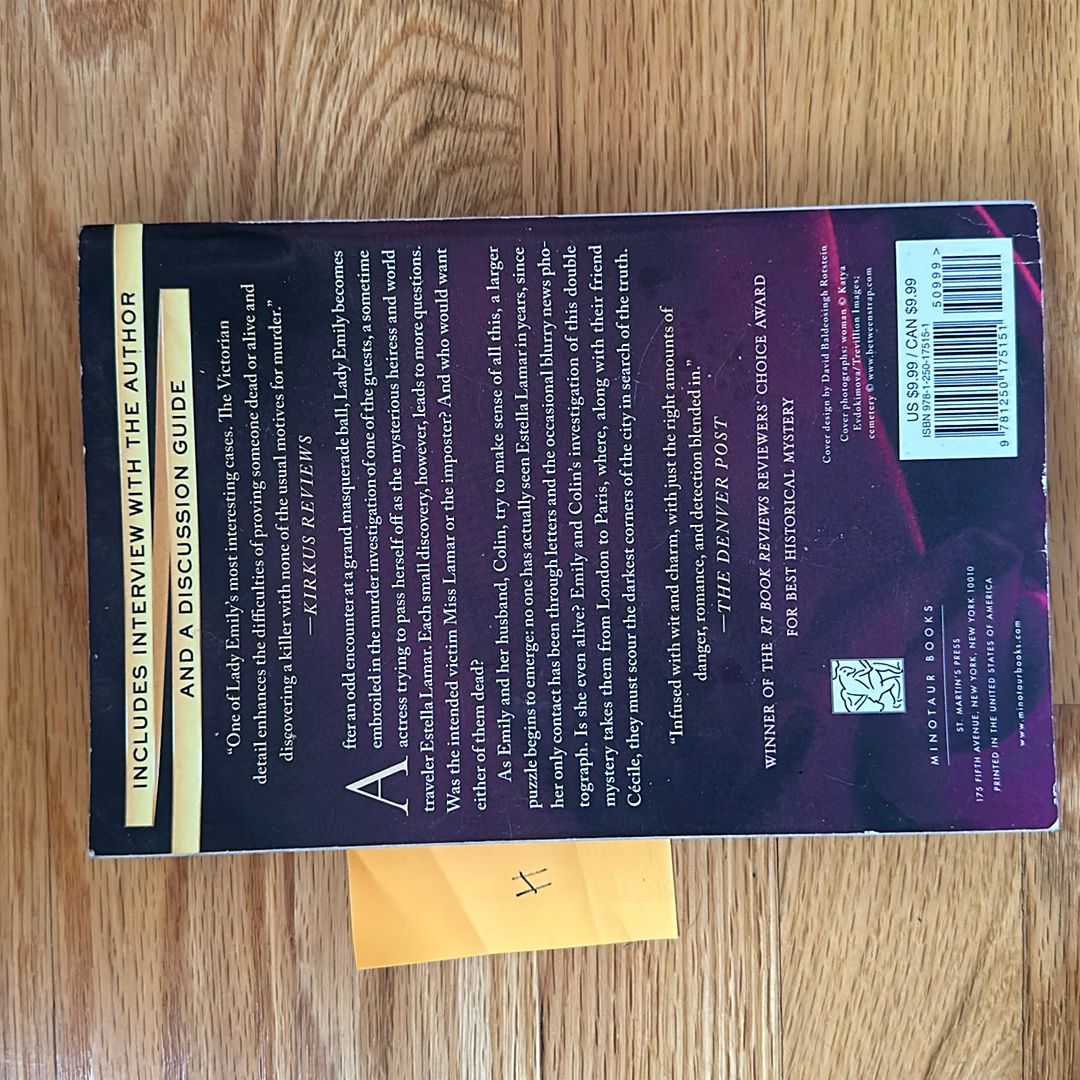 INCLUDES INTERVIEW WITH THE AUTHOR
AND A DISCUSSION GUIDE
“One of Lady Emily’s most interesting cases. The Victorian
detail enhances the difficulties of proving someone dead or alive and
discovering a killer with none of the usual motives for murder.”
—KIRKUS REVIEWS
After an odd encounter at a grand masquerade ball, Lady Emily becomes
embroiled in the murder investigation of one of the guests, a sometime
actress trying to pass herself off as the mysterious heiress and world
traveler Estella Lamar. Each small discovery, however, leads to more questions.
Was the intended victim Miss Lamar or the imposter? And who would want
either of them dead?
As Emily and her husband, Colin, try to make sense of all this, a larger
puzzle begins to emerge: no one has actually seen Estella Lamar in years, since
her only contact has been through letters and the occasional blurry news pho-
tograph. Is she even alive? Emily and Colin’s investigation of this double
mystery takes them from London to Paris, where, along with their friend
Cécile, they must scour the darkest corners of the city in search of the truth.
“Infused with wit and charm, with just the right amounts of
danger, romance, and detection blended in.”
—THE DENVER POST
WINNER OF THE RT BOOK REVIEWS REVIEWERS’ CHOICE AWARD
FOR BEST HISTORICAL MYSTERY
Cover design by David Baldeosingh Rotstein
Cover photographs: woman © Katya
Evdokimova/Trevillion Images;
cemetery © www.betweenstrap.com
MINOTAUR BOOKS
ST. MARTIN’S PRESS
175 FIFTH AVENUE, NEW YORK, NEW YORK 10010
PRINTED IN THE UNITED STATES OF AMERICA
www.minotaurbooks.com
US $9.99 / CAN $9.99
ISBN 978-1-250-17515-1
50999 >
9 781250 175151